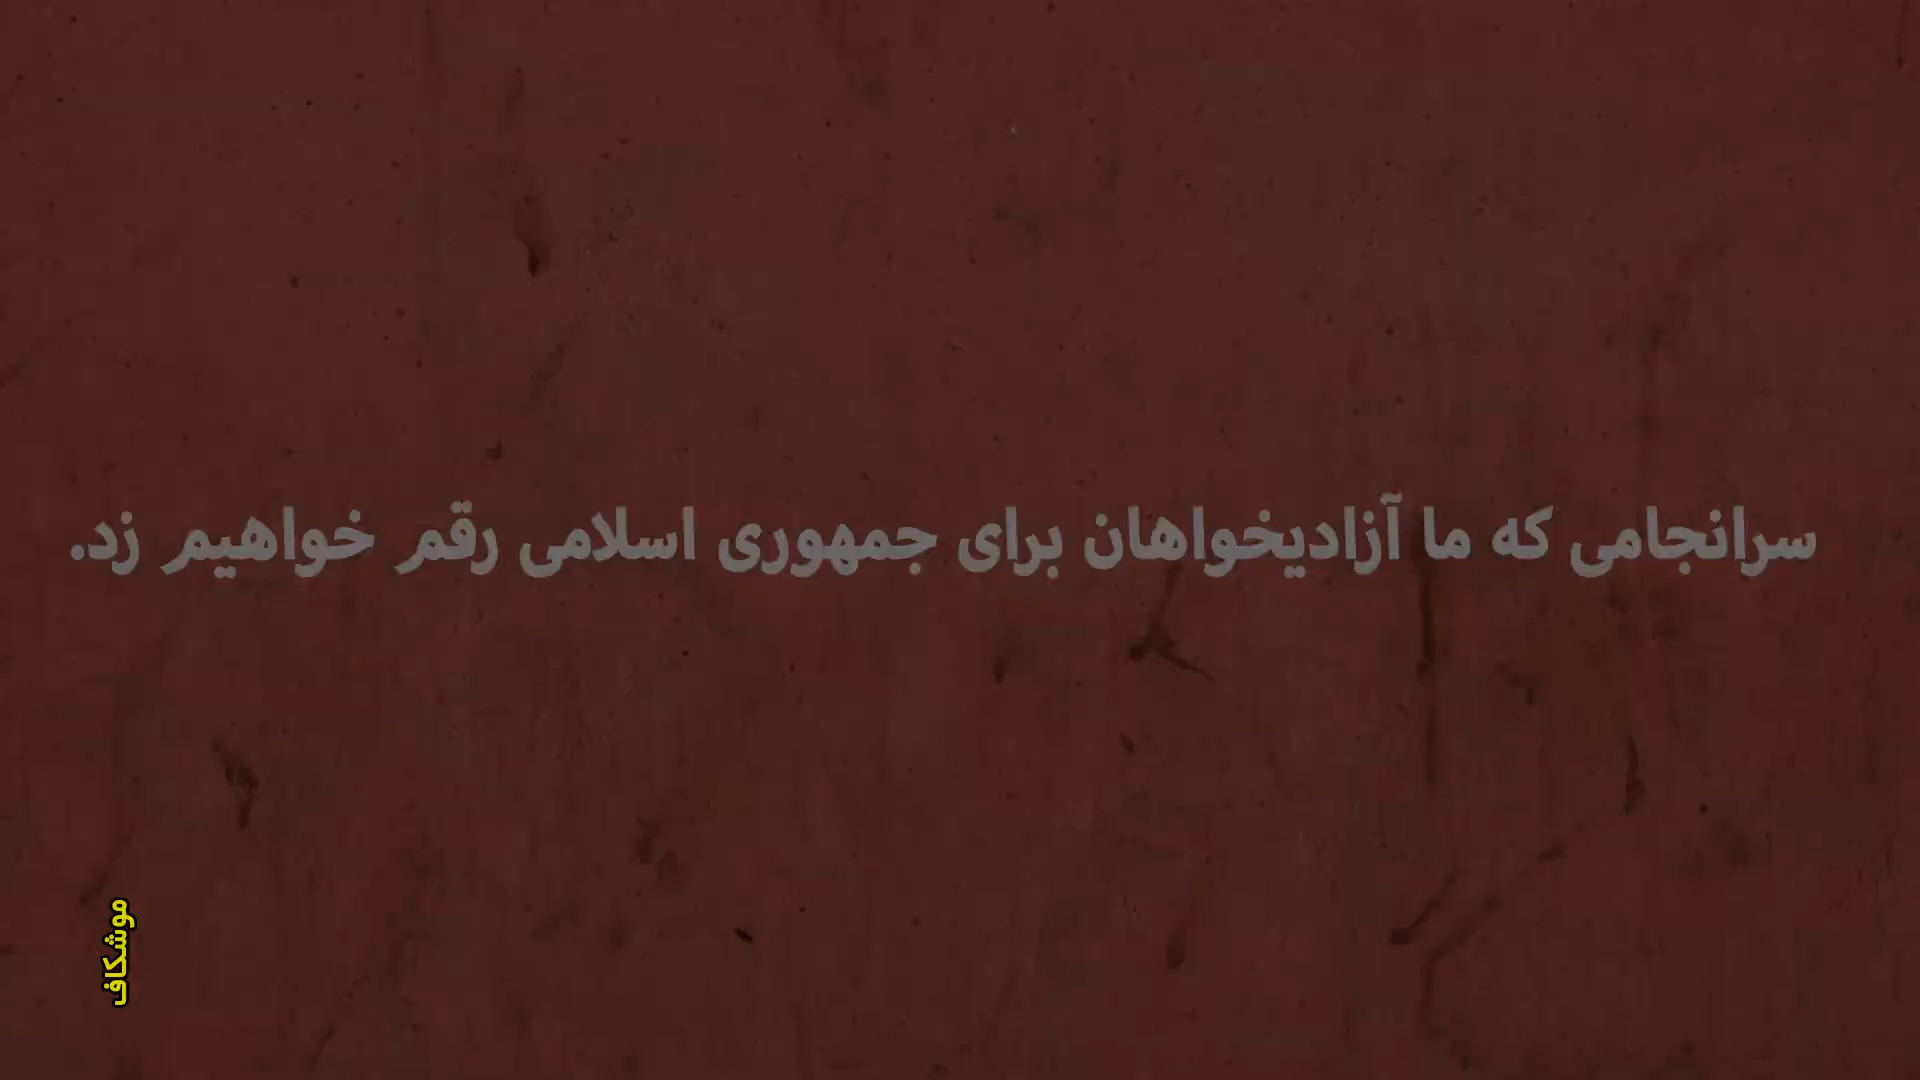 سرانجامی که ما آزادیخواهان برای جمهوری اسلامی رقم خواهیم زد.
موشکاف